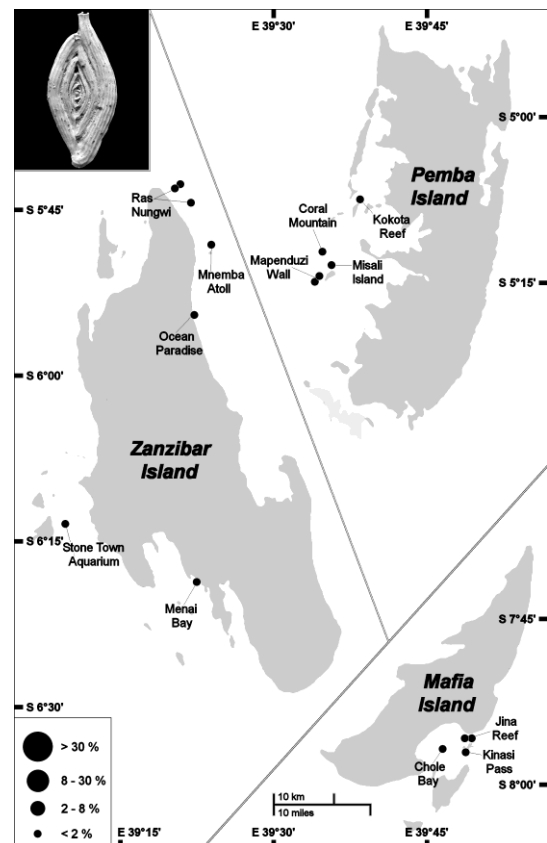 E 39°30'
E 39°45'
S 5°00'
Pemba
Island
Ras
Nungwi
S 5°45'
Coral
Mountain
Kokota
Reef
Mnemba
Atoll
Mapenduzi
Wall
Misali
Island
S 5°15'
Ocean
Paradise
S 6°00'
Zanzibar
Island
S 6°15'
Stone Town
Aquarium
Menai
Bay
S 7°45'
Mafia
Island
S 6°30'
Jina
Reef
Chole
Bay
Kinasi
Pass
S 8°00'
> 30 %
8 - 30 %
2 - 8 %
< 2 %
10 km
10 miles
E 39°15'
E 39°30'
E 39°45'